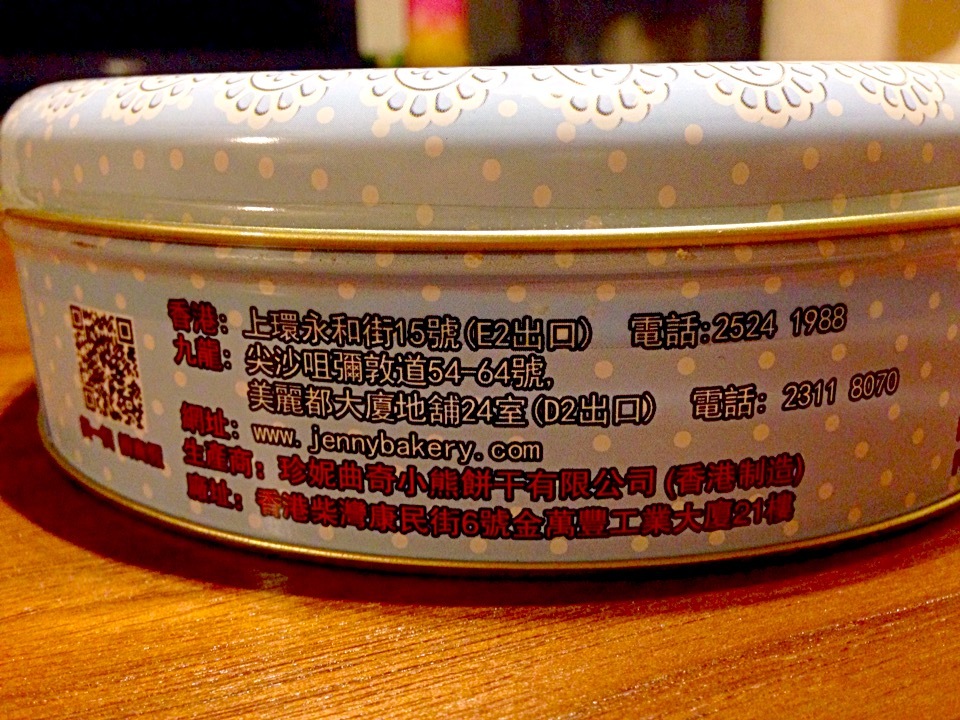 香港: 上環永和街15號(E2出口) 電話:2524 1988
九龍: 尖沙咀彌敦道54-64號,
美麗都大廈地舖24室(D2出口) 電話: 2311 8070
網址: www.jennybakery.com
生產商: 珍妮曲奇小熊餅干有限公司(香港制造)
廠址: 香港柴灣康民街6號金萬豐工業大廈21樓